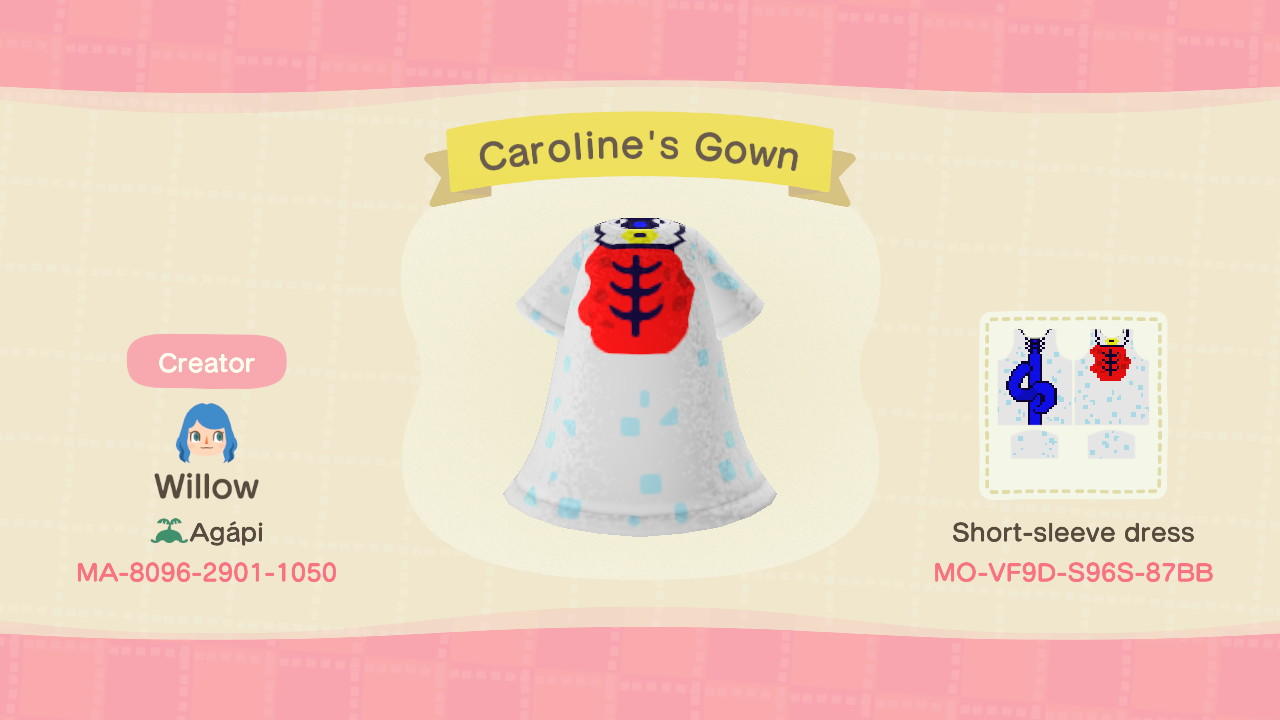 Caroline's Gown
Creator
Willow
Agápi
MA-8096-2901-1050
Short-sleeve dress
MO-VF9D-S96S-87BB